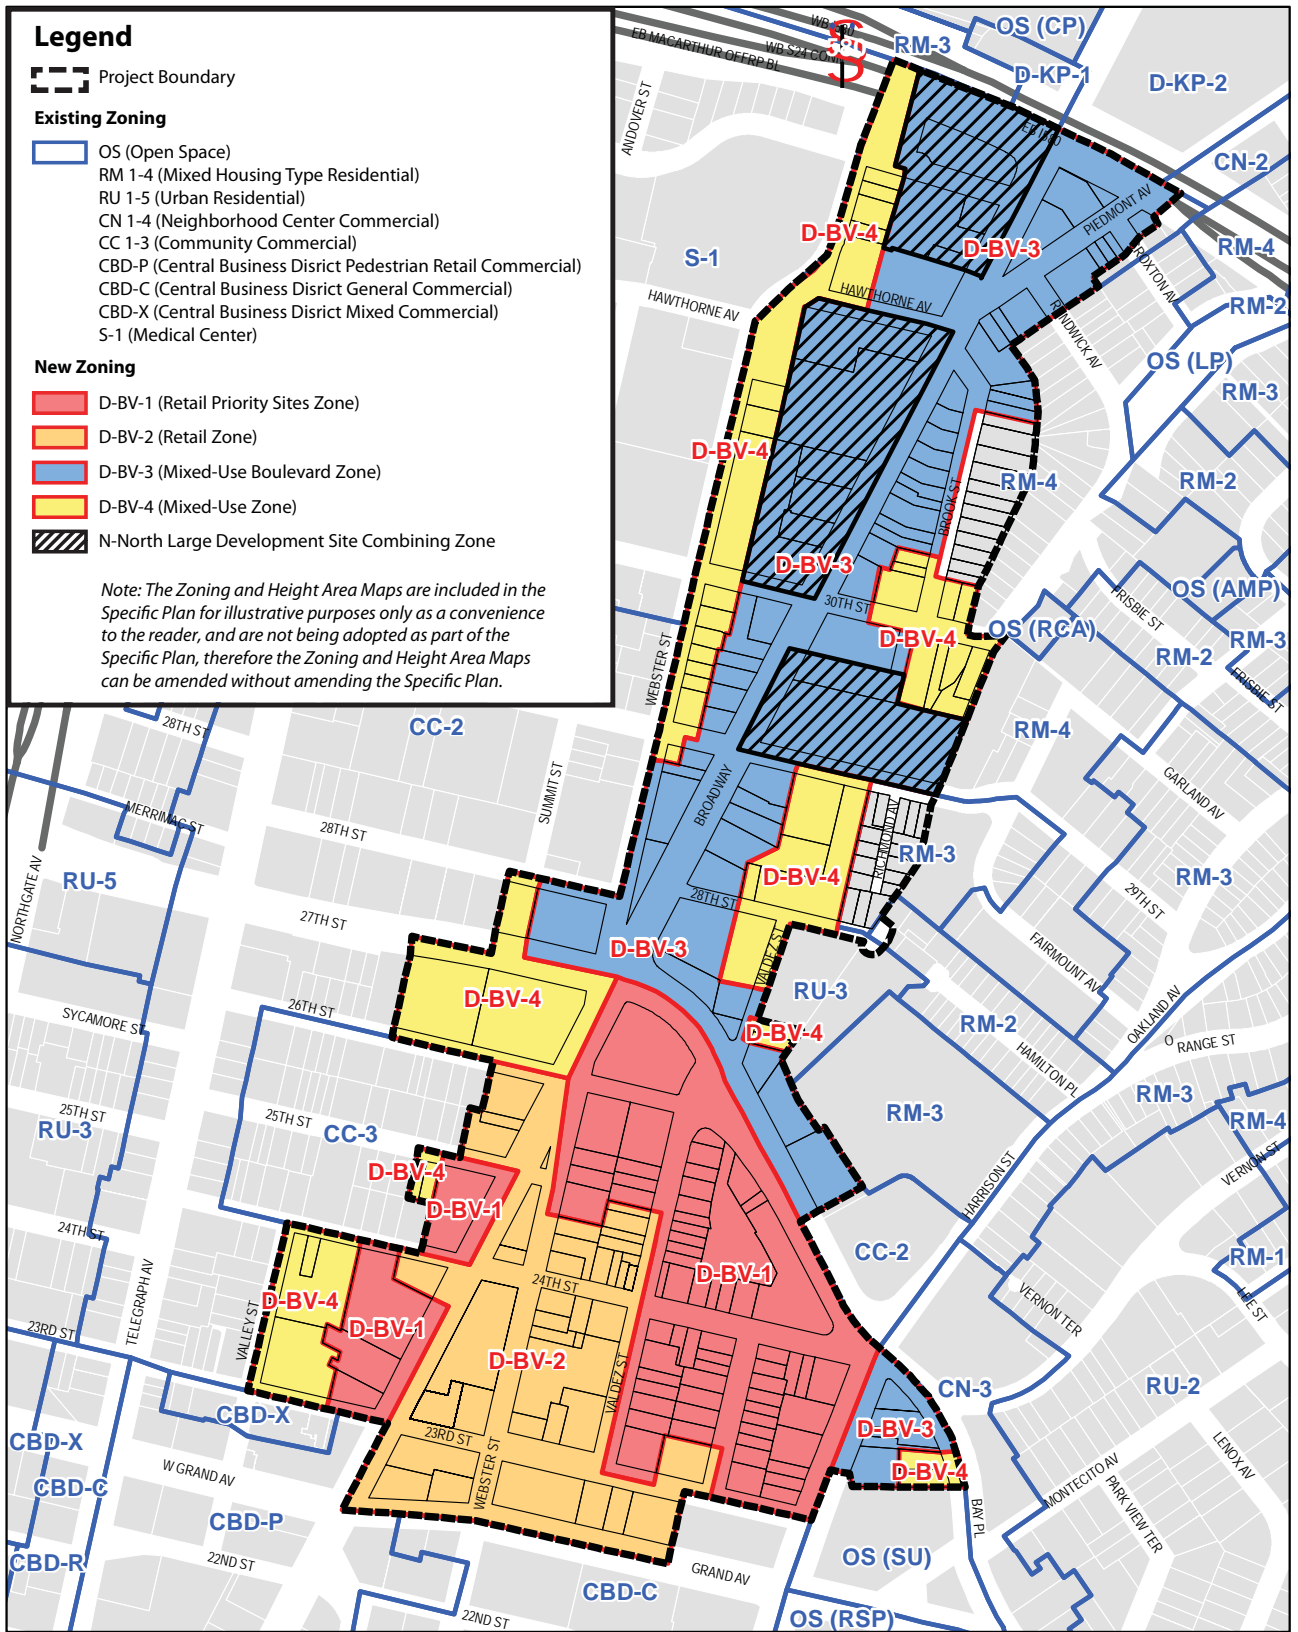 Legend
Project Boundary
Existing Zoning
OS (Open Space)
RM 1-4 (Mixed Housing Type Residential)
RU 1-5 (Urban Residential)
CN 1-4 (Neighborhood Center Commercial)
CC 1-3 (Community Commercial)
CBD-P (Central Business Disrict Pedestrian Retail Commercial)
CBD-C (Central Business Disrict General Commercial)
CBD-X (Central Business Disrict Mixed Commercial)
S-1 (Medical Center)
New Zoning
D-BV-1 (Retail Priority Sites Zone)
D-BV-2 (Retail Zone)
D-BV-3 (Mixed-Use Boulevard Zone)
D-BV-4 (Mixed-Use Zone)
N-North Large Development Site Combining Zone
Note: The Zoning and Height Area Maps are included in the
Specific Plan for illustrative purposes only as a convenience
to the reader, and are not being adopted as part of the
Specific Plan, therefore the Zoning and Height Area Maps
can be amended without amending the Specific Plan.
EB MACARTHUR OFFRP BL
RM-3
OS (CP)
D-KP-1
D-KP-2
ANDOVER ST
EB I580
CN-2
PIEDMONT AV
RM-4
D-BV-4
D-BV-3
S-1
ROXTON AV
HAWTHORNE AV
HAWTHORNE AV
RM-2
RANDWICK AV
OS (LP)
RM-3
D-BV-4
RM-4
RM-2
BROOK ST
D-BV-3
30TH ST
OS (AMP)
FRISBIE ST
D-BV-4
OS (RCA)
RM-3
RM-2
FRISBIE ST
WEBSTER ST
28TH ST
CC-2
RM-4
GARLAND AV
BROADWAY
SUMMIT ST
MERRIMAC ST
28TH ST
RICHMOND AV
RM-3
RU-5
D-BV-4
RM-3
NORTHGATE AV
28TH ST
29TH ST
27TH ST
D-BV-3
VALDEZ ST
FAIRMOUNT AV
D-BV-4
RU-3
26TH ST
SYCAMORE ST
D-BV-4
RM-2
OAKLAND AV
O
RANGE ST
HAMILTON PL
RM-3
25TH ST
25TH ST
RU-3
CC-3
RM-3
RM-4
VERNON ST
D-BV-4
D-BV-1
HARRISON ST
24TH ST
CC-2
RM-1
D-BV-1
24TH ST
TELEGRAPH AV
VALLEY ST
D-BV-4
D-BV-1
VERNON TER
LEE ST
23RD ST
D-BV-2
VALDEZ ST
CN-3
RU-2
CBD-X
CBD-X
D-BV-3
23RD ST
LENOX AV
W GRAND AV
WEBSTER ST
D-BV-4
MONTECITO AV
CBD-C
PARK VIEW TER
CBD-P
BAY PL
CBD-R
22ND ST
OS (SU)
GRAND AV
CBD-C
22ND ST
OS (RSP)